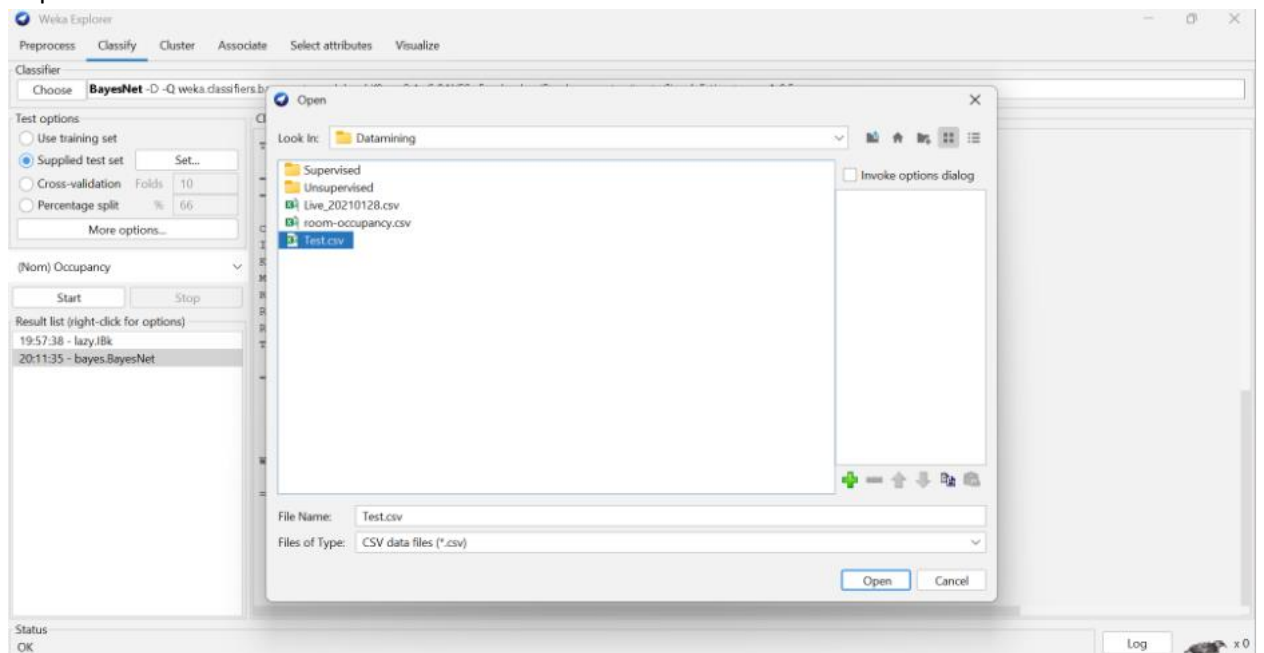 Weka Explorer
Preprocess Classify Cluster Associate Select attributes Visualize
Classifier
Choose BayesNet -D -Q weka.classifiers.b
Test options
Use training set
Supplied test set Set...
Cross-validation Folds 10
Percentage split % 66
More options...
(Nom) Occupancy
Start Stop
Result list (right-click for options)
19:57:38 - lazy.IBk
20:11:35 - bayes.BayesNet
Open
Look In: Datamining
Supervised
Unsupervised
Live_20210128.csv
room-occupancy.csv
Test.csv
Invoke options dialog
File Name: Test.csv
Files of Type: CSV data files (*.csv)
Open Cancel
Status
OK
Log x 0